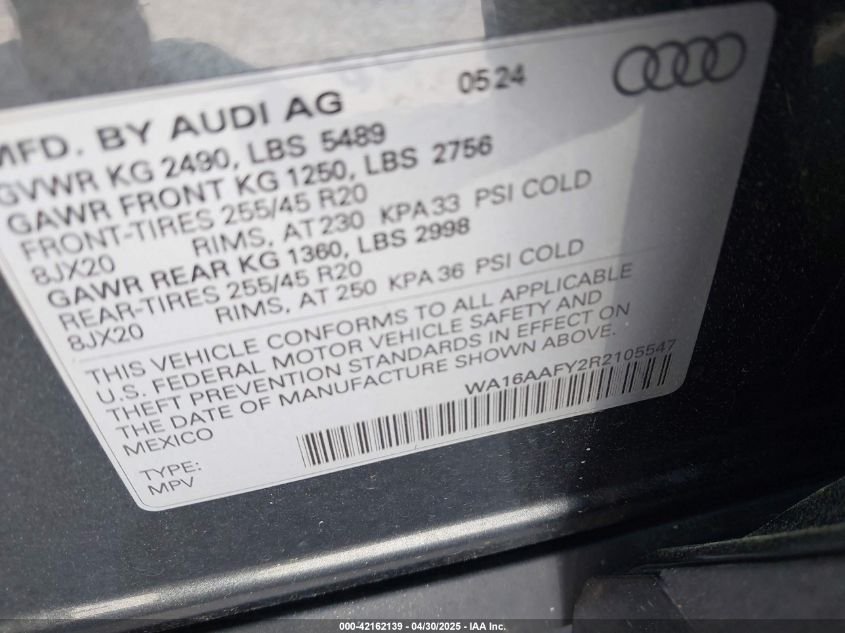 MFD. BY AUDI AG 05 24
GVWR KG 2490, LBS 5489
GAWR FRONT KG 1250, LBS 2756
FRONT-TIRES 255/45 R20
8JX20 RIMS, AT 230 KPA 33 PSI COLD
GAWR REAR KG 1360, LBS 2998
REAR-TIRES 255/45 R20
8JX20 RIMS, AT 250 KPA 36 PSI COLD
THIS VEHICLE CONFORMS TO ALL APPLICABLE
U.S. FEDERAL MOTOR VEHICLE SAFETY AND
THEFT PREVENTION STANDARDS IN EFFECT ON
THE DATE OF MANUFACTURE SHOWN ABOVE.
MEXICO WA16AAFY2R2105547
TYPE:
MPV
000-42162139 - 04/30/2025 - IAA Inc.